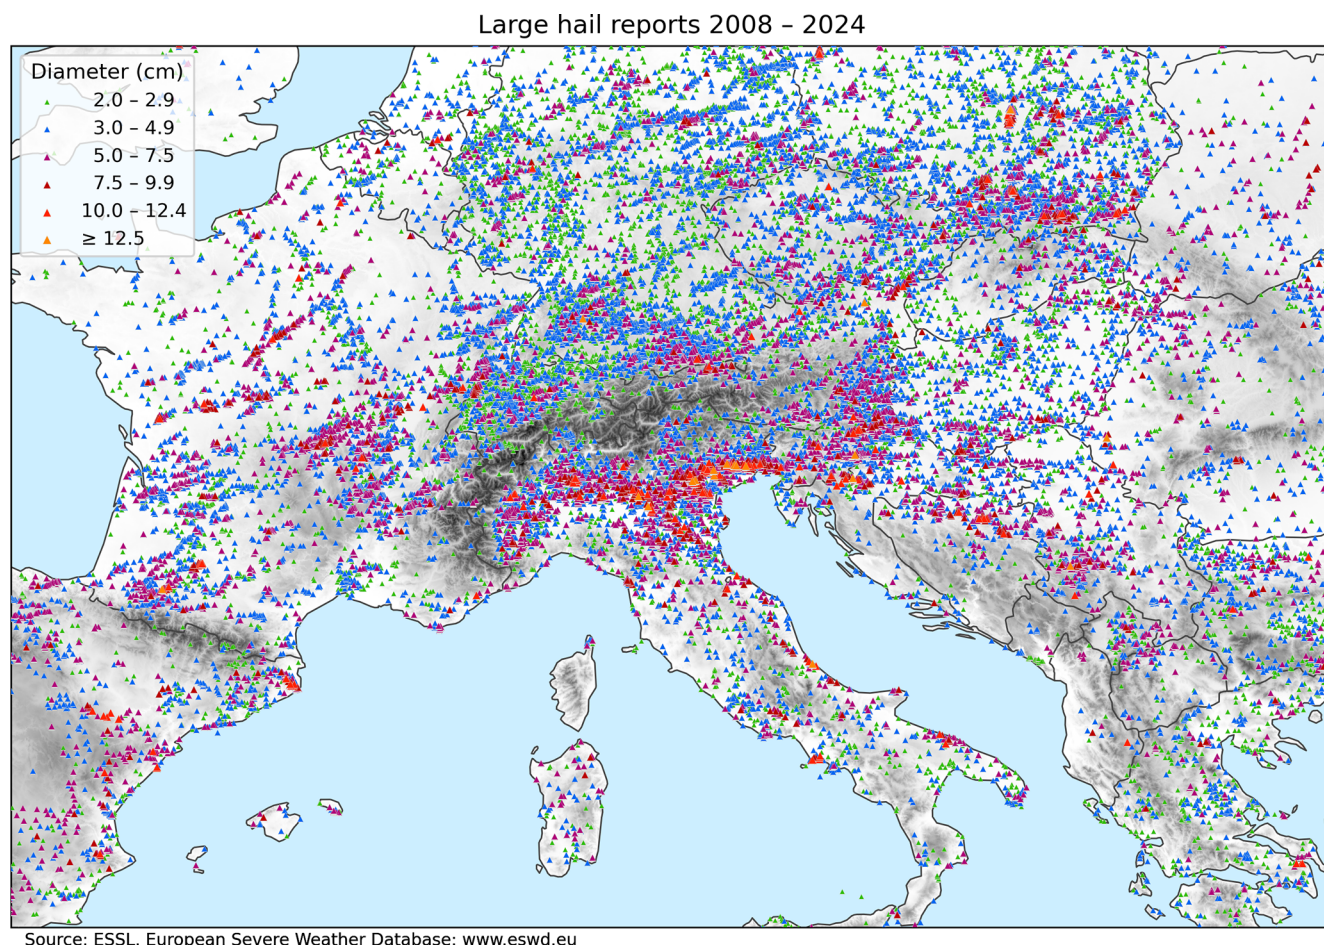 Large hail reports 2008 – 2024
Diameter (cm)
2.0 – 2.9
3.0 – 4.9
5.0 – 7.5
7.5 – 9.9
10.0 – 12.4
≥ 12.5
Source: ESSL, European Severe Weather Database: www.eswd.eu